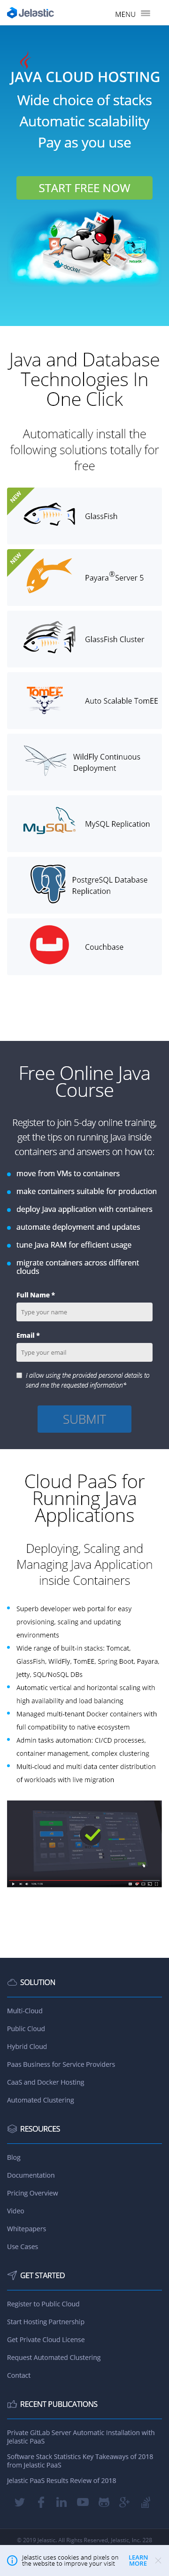 Jelastic
MENU
JAVA CLOUD HOSTING
Wide choice of stacks
Automatic scalability
Pay as you use
START FREE NOW
docker
Java and Database
Technologies In
One Click
Automatically install the
following solutions totally for
free
NEW
GlassFish
NEW
Payara® Server 5
GlassFish Cluster
TomEE
Auto Scalable TomEE
WildFly Continuous
Deployment
MySQL
MySQL Replication
PostgreSQL Database
Replication
Couchbase
Free Online Java
Course
Register to join 5-day online training,
get the tips on running Java inside
containers and answers on how to:
move from VMs to containers
make containers suitable for production
deploy Java application with containers
automate deployment and updates
tune Java RAM for efficient usage
migrate containers across different
clouds
Full Name *
Type your name
Email *
Type your email
I allow using the provided personal details to
send me the requested information*
SUBMIT
Cloud PaaS for
Running Java
Applications
Deploying, Scaling and
Managing Java Application
inside Containers
Superb developer web portal for easy
provisioning, scaling and updating
environments
Wide range of built-in stacks: Tomcat,
GlassFish, WildFly, TomEE, Spring Boot, Payara,
Jetty, SQL/NoSQL DBs
Automatic vertical and horizontal scaling with
high availability and load balancing
Managed multi-tenant Docker containers with
full compatibility to native ecosystem
Admin tasks automation: CI/CD processes,
container management, complex clustering
Multi-cloud and multi data center distribution
of workloads with live migration
SOLUTION
Multi-Cloud
Public Cloud
Hybrid Cloud
Paas Business for Service Providers
CaaS and Docker Hosting
Automated Clustering
RESOURCES
Blog
Documentation
Pricing Overview
Video
Whitepapers
Use Cases
GET STARTED
Register to Public Cloud
Start Hosting Partnership
Get Private Cloud License
Request Automated Clustering
Contact
RECENT PUBLICATIONS
Private GitLab Server Automatic Installation with
Jelastic PaaS
Software Stack Statistics Key Takeaways of 2018
from Jelastic PaaS
Jelastic PaaS Results Review of 2018
© 2019 Jelastic. All Rights Reserved. Jelastic, Inc. 228
Jelastic uses cookies and pixels on
the website to improve your visit
LEARN
MORE